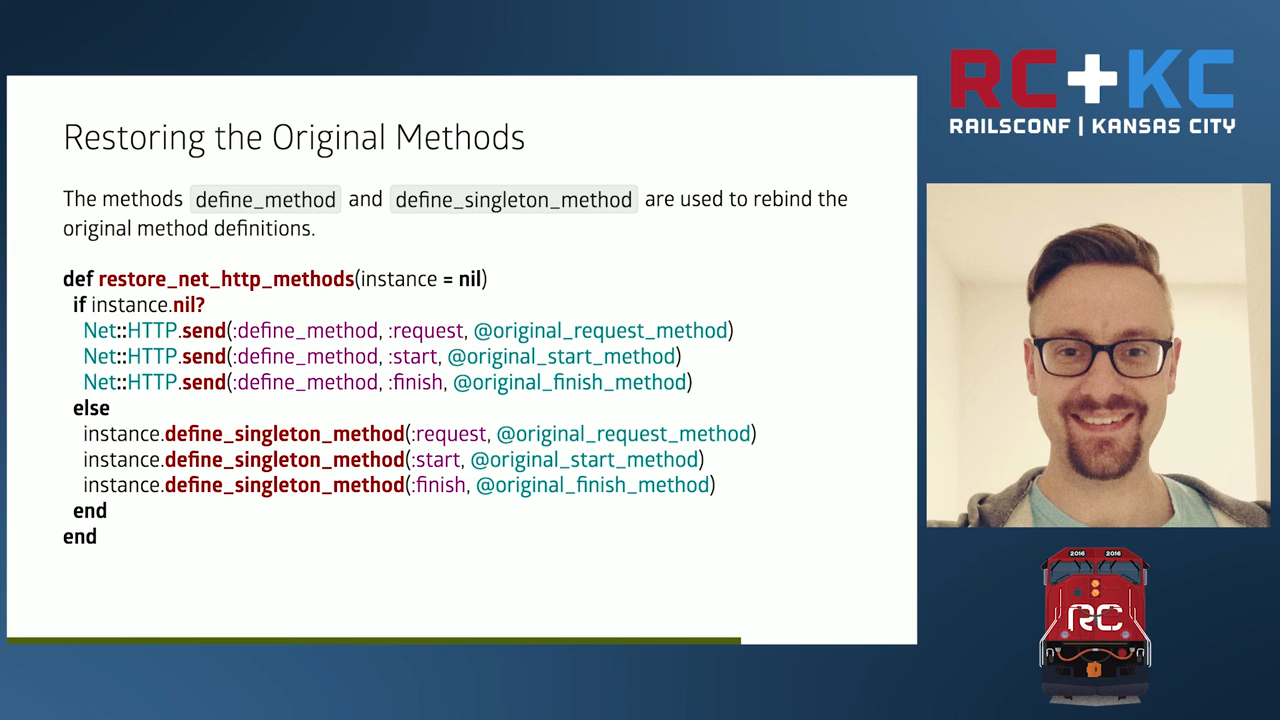 Restoring the Original Methods
The methods define_method and define_singleton_method are used to rebind the
original method definitions.
def restore_net_http_methods(instance = nil)
if instance.nil?
Net::HTTP.send(:define_method, :request, @original_request_method)
Net::HTTP.send(:define_method, :start, @original_start_method)
Net::HTTP.send(:define_method, :finish, @original_finish_method)
else
instance.define_singleton_method(:request, @original_request_method)
instance.define_singleton_method(:start, @original_start_method)
instance.define_singleton_method(:finish, @original_finish_method)
end
end
RC+KC
RAILSCONF | KANSAS CITY
2016 2016
RC